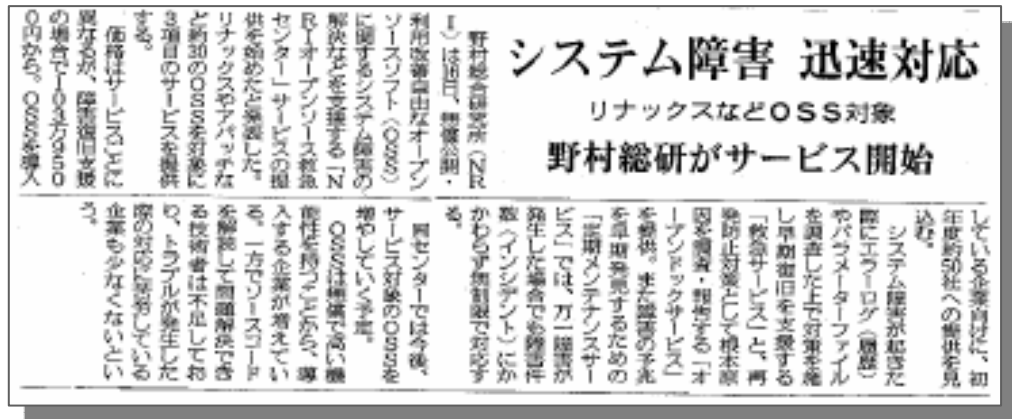 システム障害 迅速対応
リナックスなどOSS対象
野村総研がサービス開始
野村総合研究所（NR
I）は16日、無償公開・
利用改変自由なオープン
ソースソフト（OSS）
に関するシステム障害の
解決などを支援する「N
RIオープンソース救急
センター」サービスの提
供を始めたと発表した。
リナックスやアパッチな
ど約30のOSSを対象に
3項目のサービスを提供
する。
価格はサービスごとに
異なるが、障害復旧支援
の場合で103万950
0円から。OSSを導入
している企業向けに、初
年度約50社への提供を見
込む。
システム障害が起きた
際にエラーログ（履歴）
やパラメーターファイル
を調査した上で対策を施
し早期復旧を支援する
「救急サービス」と、再
発防止対策として根本原
因を調査・報告する「オ
ープンドックサービス」
を提供。また障害の予兆
を早期発見するための
「定期メンテナンスサー
ビス」では、万一障害が
発生した場合でも障害件
数（インシデント）にか
かわらず無制限で対応す
る。
同センターでは今後、
サービス対象のOSSを
増やしていく予定。
OSSは無償で高い機
能性を持つことから、導
入する企業が増えてい
る。一方でソースコード
を解読して問題解決でき
る技術者は不足してお
り、トラブルが発生した
際の対応に苦労している
企業も少なくないとい
う。